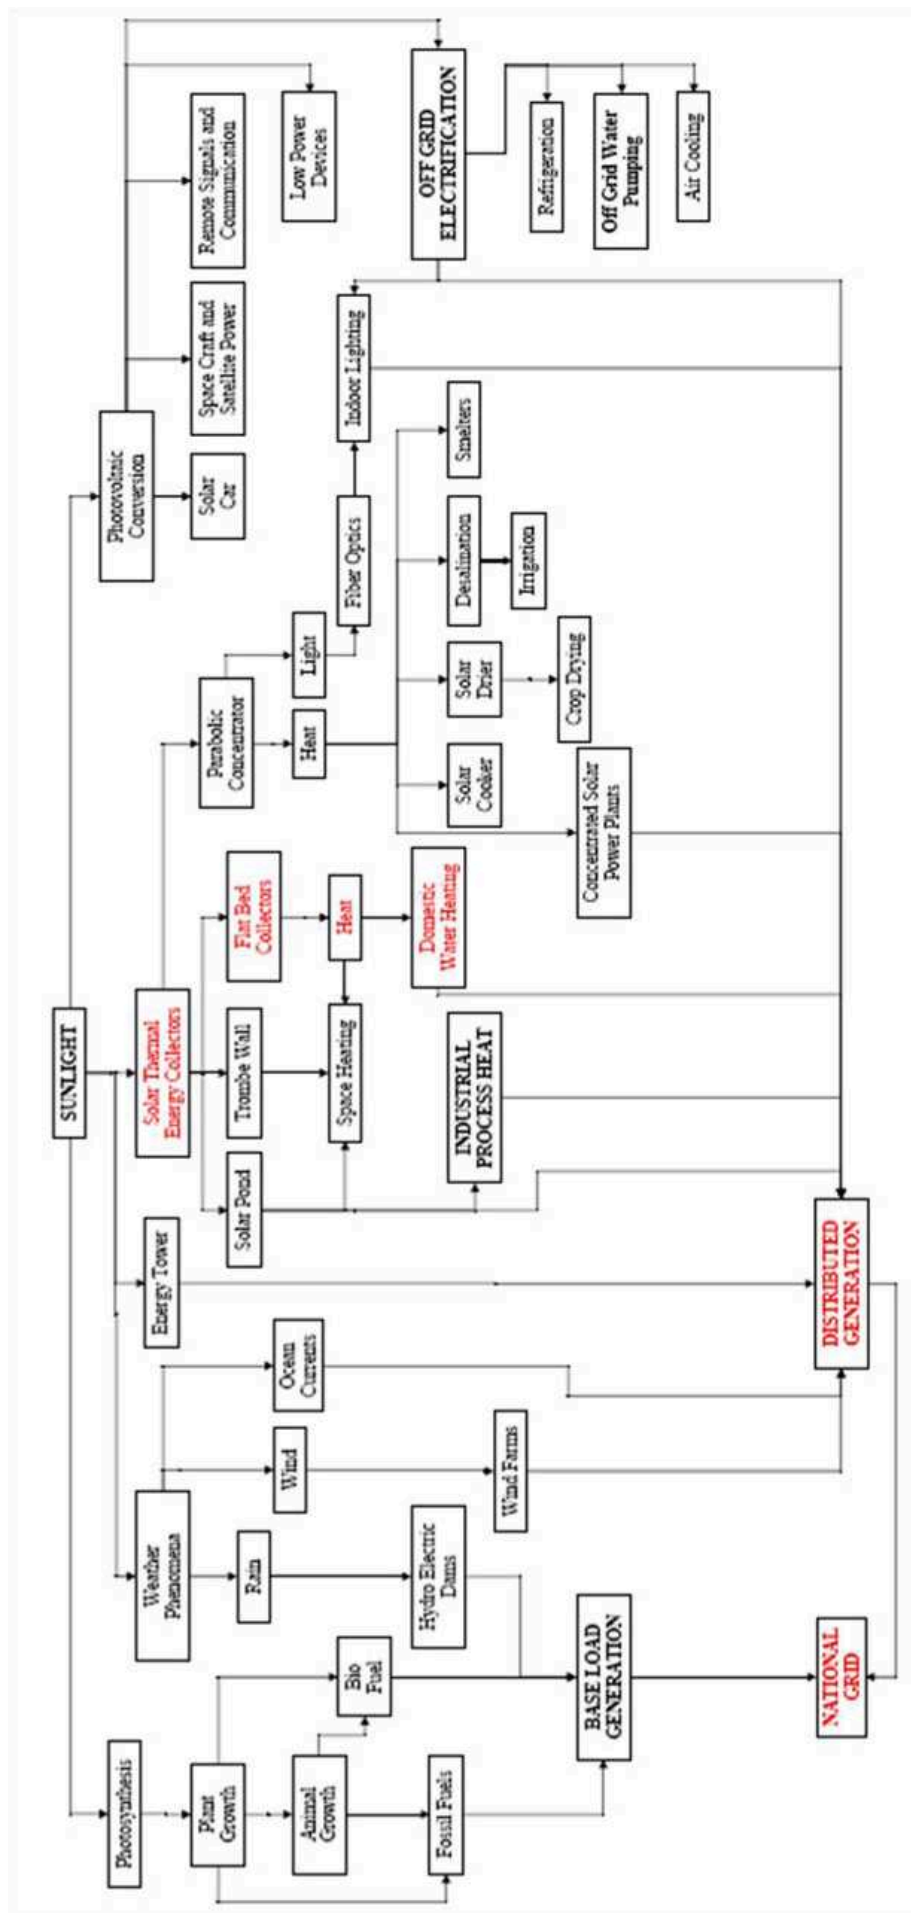 SUNLIGHT
Photosynthesis
Photovoltaic
Conversion
Weather
Phenomena
Energy Tower
Solar Thermal
Energy Collectors
Plant
Growth
Rain
Wind
Ocean
Currents
Solar Pond
Trombe Wall
Flat Bed
Collectors
Parabolic
Concentrator
Solar
Car
Space Craft and
Satellite Power
Remote Signals and
Communication
Low Power
Devices
Animal
Growth
Bio
Fuel
Space Heating
Heat
Heat
Light
Fiber Optics
Indoor Lighting
OFF GRID
ELECTRIFICATION
Fossil Fuels
Hydro Electric
Dams
Wind Farms
INDUSTRIAL
PROCESS HEAT
Domestic
Water Heating
Solar
Cooker
Solar
Drier
Desalination
Smelters
Refrigeration
Off Grid Water
Pumping
Air Cooling
BASE LOAD
GENERATION
Concentrated Solar
Power Plants
Crop Drying
Irrigation
NATIONAL
GRID
DISTRIBUTED
GENERATION